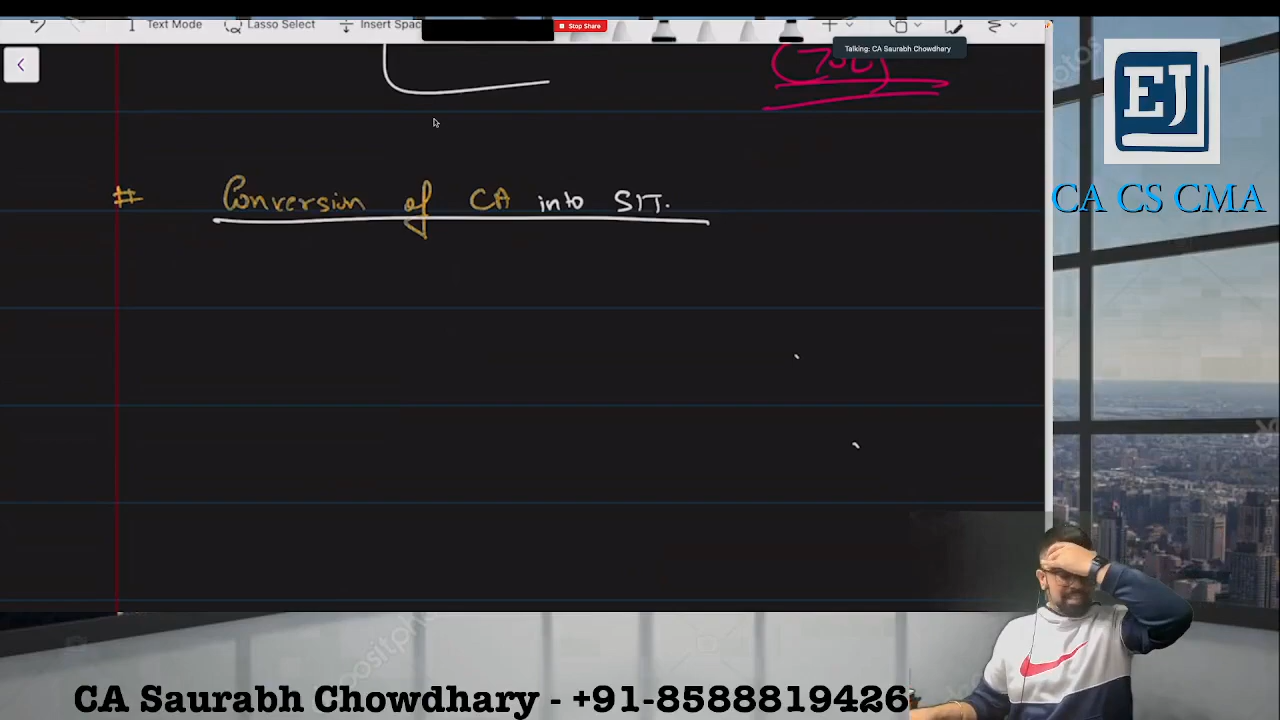 Text Mode Lasso Select Insert Spac Stop Share
Talking: CA Saurabh Chowdhary
# Conversion of CA into SIT.
EJ
CA CS CMA
CA Saurabh Chowdhary - +91-8588819426